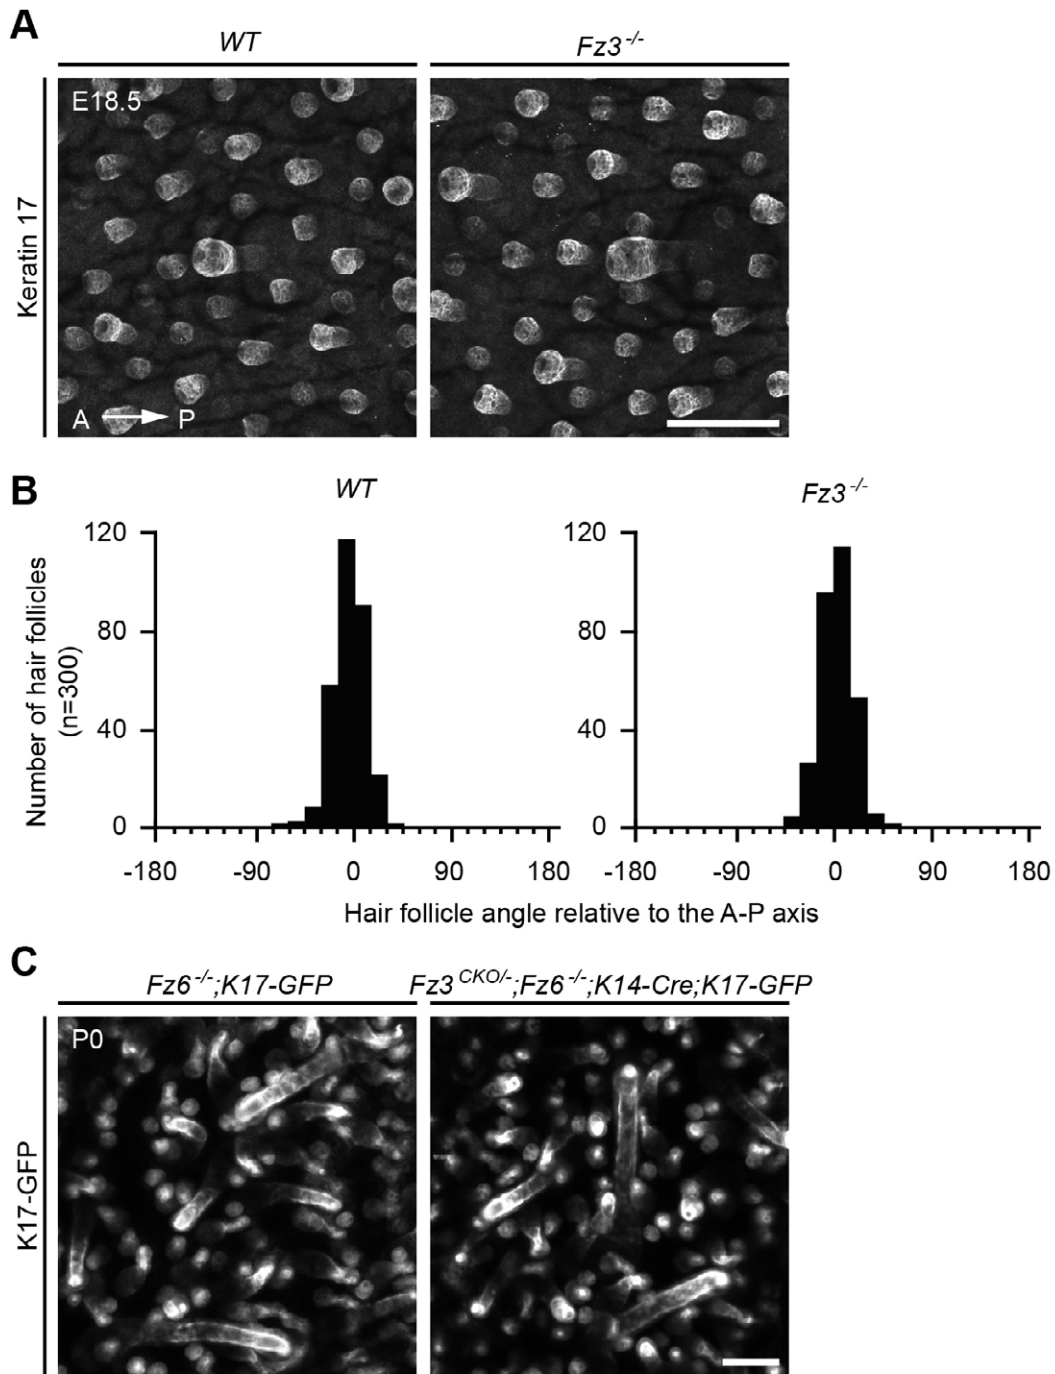 A
WT
Fz3 -/-
Keratin 17
E18.5
A P
B
WT
Fz3 -/-
Number of hair follicles
(n=300)
120
80
40
0
-180 -90 0 90 180
120
80
40
0
-180 -90 0 90 180
Hair follicle angle relative to the A-P axis
C
Fz6 -/-;K17-GFP
Fz3 CKO/-;Fz6 -/-;K14-Cre;K17-GFP
K17-GFP
P0